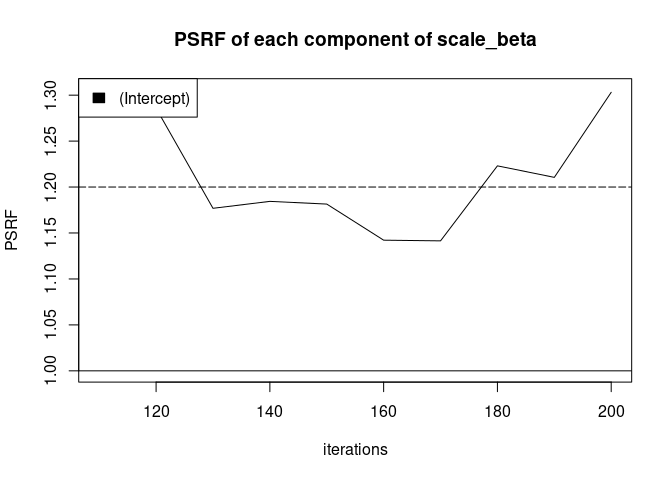 PSRF of each component of scale_beta
(Intercept)
PSRF
1.30
1.25
1.20
1.15
1.10
1.05
1.00
120 140 160 180 200
iterations